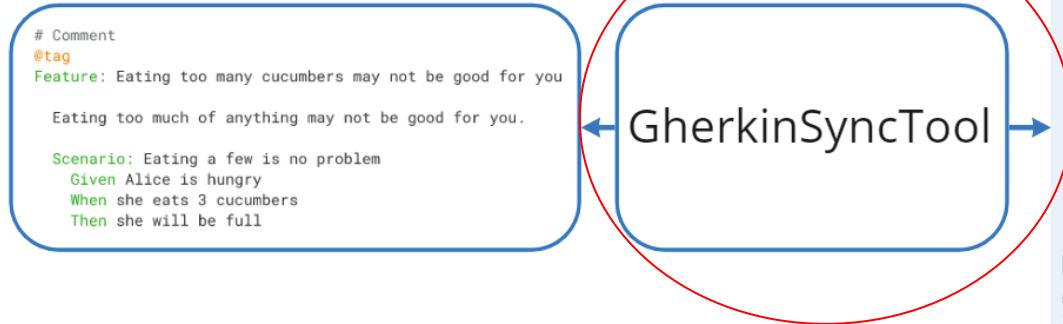 # Comment
@tag
Feature: Eating too many cucumbers may not be good for you
Eating too much of anything may not be good for you.
Scenario: Eating a few is no problem
Given Alice is hungry
When she eats 3 cucumbers
Then she will be full
GherkinSyncTool